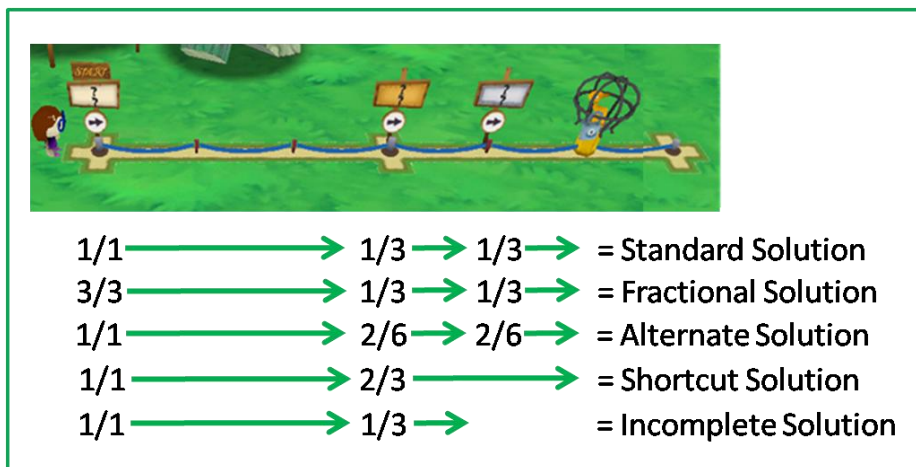 START
? ? ?
1/1 1/3 1/3 = Standard Solution
3/3 1/3 1/3 = Fractional Solution
1/1 2/6 2/6 = Alternate Solution
1/1 2/3 = Shortcut Solution
1/1 1/3 = Incomplete Solution